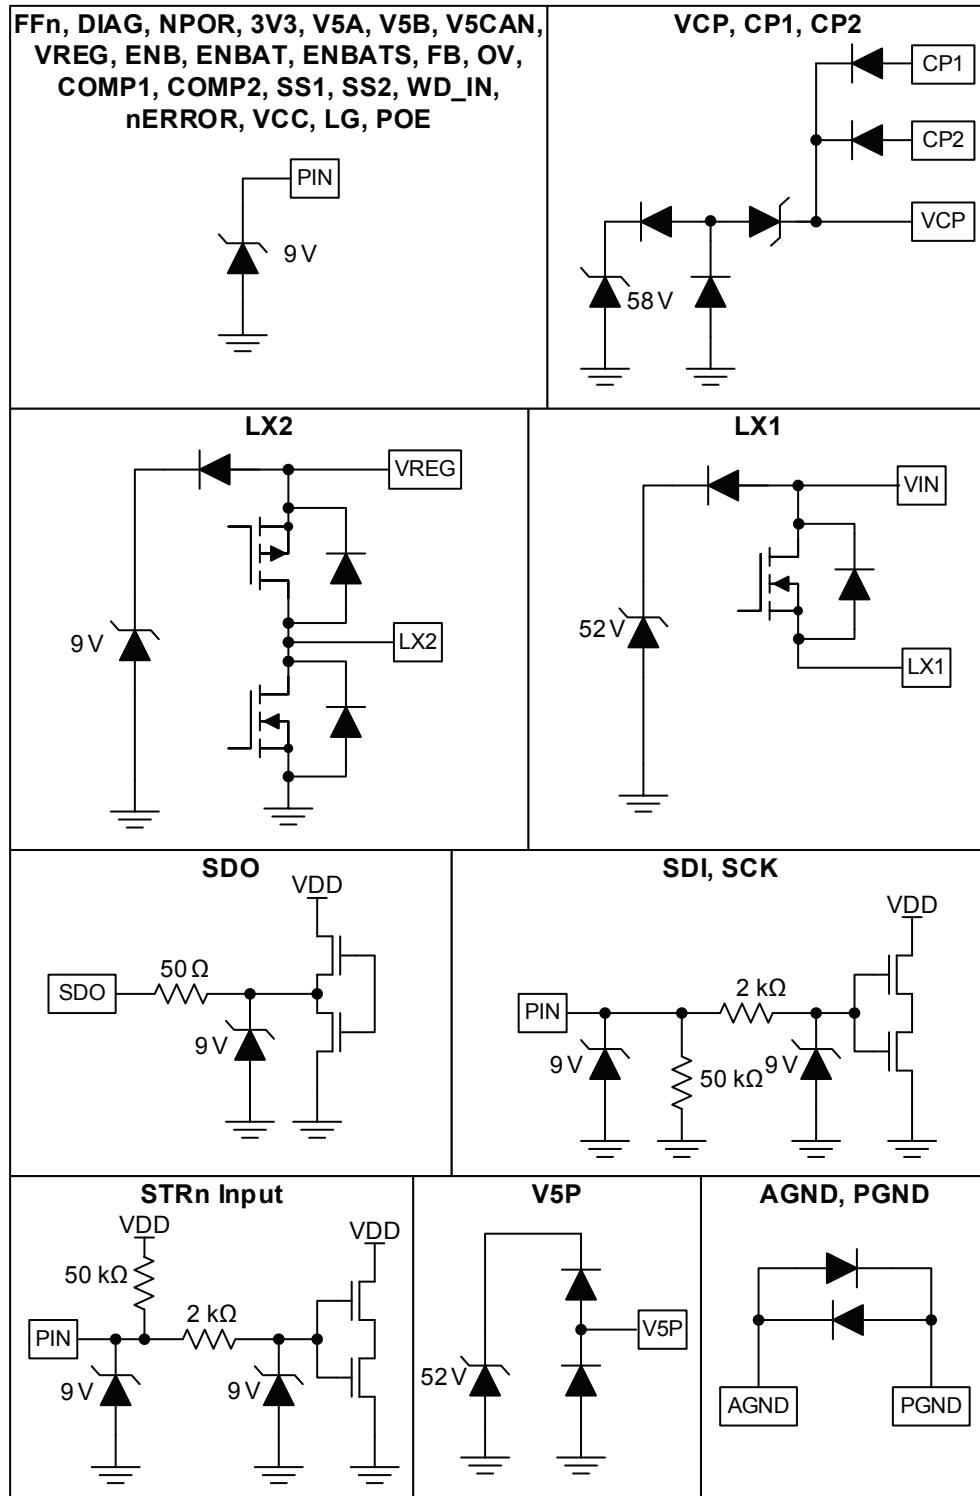 FFn, DIAG, NPOR, 3V3, V5A, V5B, V5CAN,
VREG, ENB, ENBAT, ENBATS, FB, OV,
COMP1, COMP2, SS1, SS2, WD_IN,
nERROR, VCC, LG, POE
PIN
9 V
VCP, CP1, CP2
CP1
CP2
VCP
58 V
LX2
VREG
9 V
LX2
LX1
VIN
52 V
LX1
SDO
VDD
50 Ω
SDO
9 V
SDI, SCK
VDD
2 kΩ
PIN
9 V
50 kΩ
9 V
STRn Input
VDD
VDD
50 kΩ
2 kΩ
PIN
9 V
9 V
V5P
V5P
52 V
AGND, PGND
AGND
PGND